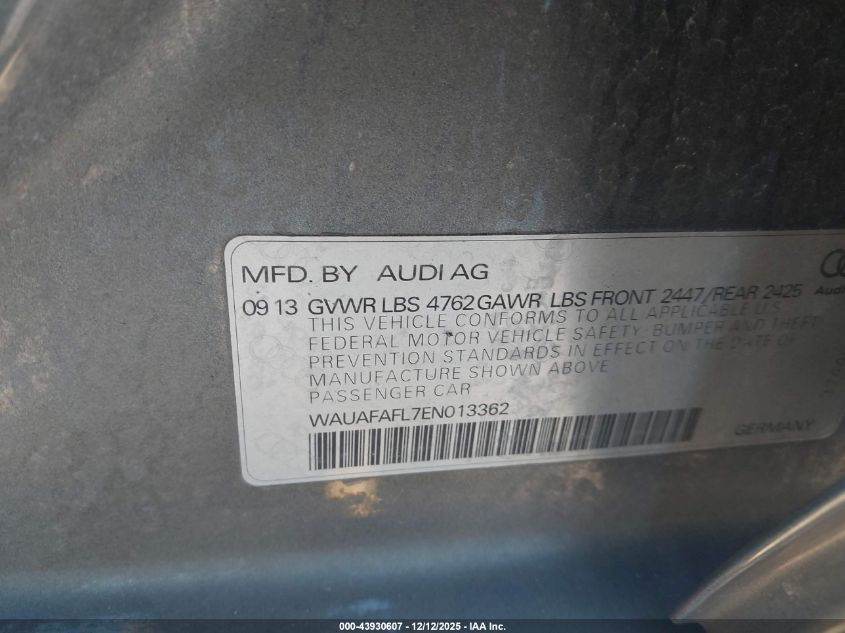 MFD. BY AUDI AG
09 13 GVWR LBS 4762 GAWR LBS FRONT 2447/REAR 2425
Audi
THIS VEHICLE CONFORMS TO ALL APPLICABLE U.S.
FEDERAL MOTOR VEHICLE SAFETY, BUMPER AND THEFT
PREVENTION STANDARDS IN EFFECT ON THE DATE OF
MANUFACTURE SHOWN ABOVE
PASSENGER CAR
WAUAFAFL7EN013362
GERMANY
000-43930607 - 12/12/2025 - IAA Inc.